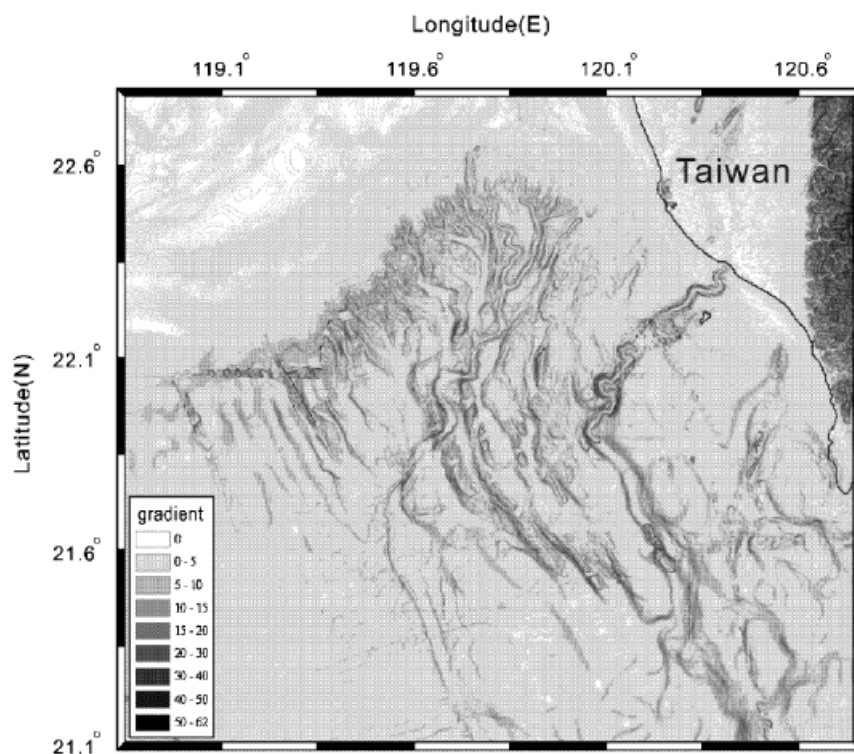 Longitude(E)
119.1° 119.6° 120.1° 120.6°
22.6°
Taiwan
22.1°
Latitude(N)
gradient
0
0 - 5
5 - 10
10 - 15
15 - 20
20 - 30
30 - 40
40 - 50
50 - 62
21.6°
21.1°